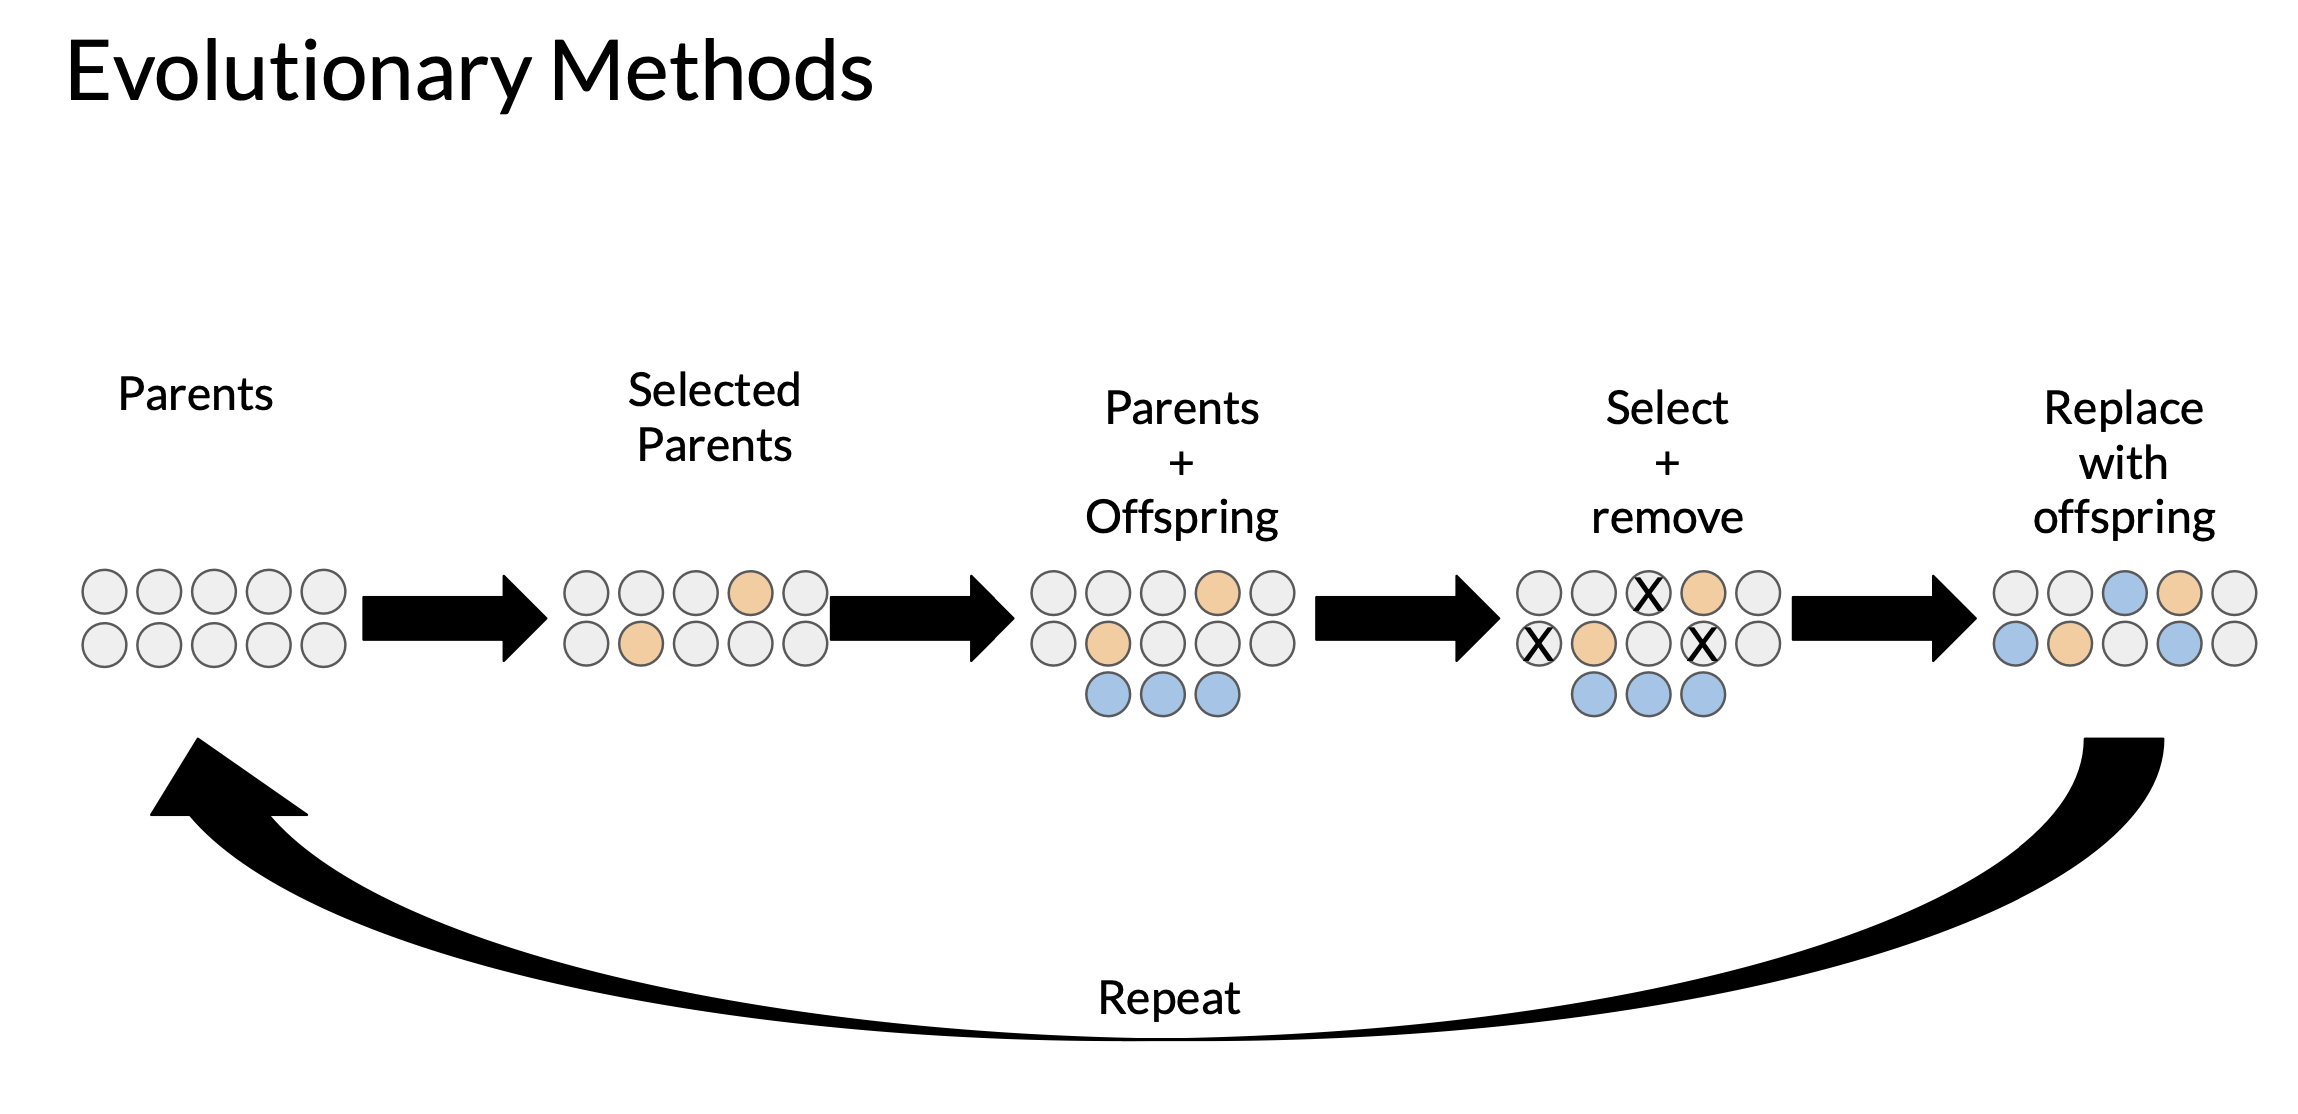 Evolutionary Methods
Parents
Selected
Parents
Parents
+
Offspring
Select
+
remove
Replace
with
offspring
X
X
X
Repeat